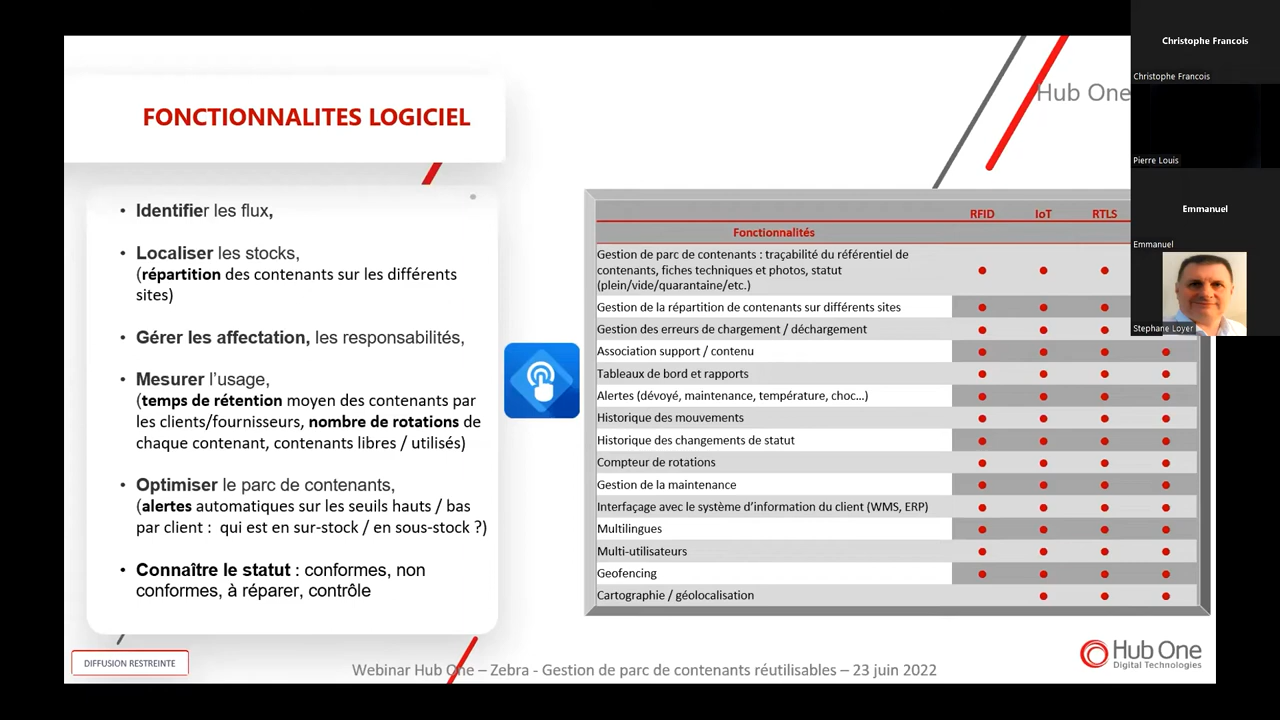 FONCTIONNALITES LOGICIEL
• Identifier les flux,
• Localiser les stocks,
(répartition des contenants sur les différents
sites)
• Gérer les affectation, les responsabilités,
• Mesurer l'usage,
(temps de rétention moyen des contenants par
les clients/fournisseurs, nombre de rotations de
chaque contenant, contenants libres / utilisés)
• Optimiser le parc de contenants,
(alertes automatiques sur les seuils hauts / bas
par client : qui est en sur-stock / en sous-stock ?)
• Connaître le statut : conformes, non
conformes, à réparer, contrôle
DIFFUSION RESTREINTE
Hub One
RFID IoT RTLS
Fonctionnalités
Gestion de parc de contenants : traçabilité du référentiel de
contenants, fiches techniques et photos, statut
(plein/vide/quarantaine/etc.)
Gestion de la répartition de contenants sur différents sites
Gestion des erreurs de chargement / déchargement
Association support / contenu
Tableaux de bord et rapports
Alertes (dévoyé, maintenance, température, choc...)
Historique des mouvements
Historique des changements de statut
Compteur de rotations
Gestion de la maintenance
Interfaçage avec le système d'information du client (WMS, ERP)
Multilingues
Multi-utilisateurs
Geofencing
Cartographie / géolocalisation
Webinar Hub One – Zebra - Gestion de parc de contenants réutilisables – 23 juin 2022
Hub One
Digital Technologies
Christophe Francois
Christophe Francois
Pierre Louis
Emmanuel
Emmanuel
Stephane Loyer